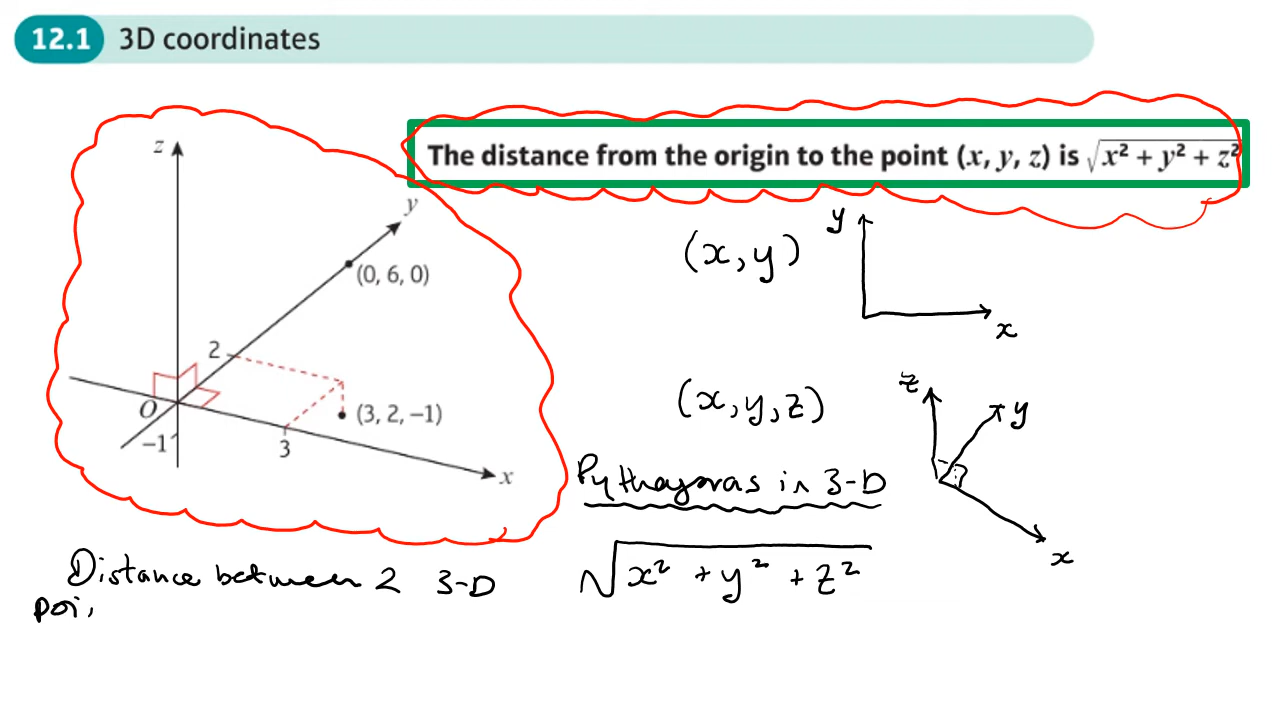 12.1 3D coordinates
The distance from the origin to the point (x, y, z) is √x² + y² + z²
z
y
(0, 6, 0)
2
O
(3, 2, −1)
−1
3
x
(x, y)
y
x
(x, y, z)
z
y
x
Pythagoras in 3-D
√x² + y² + z²
Distance between 2 3-D
poi